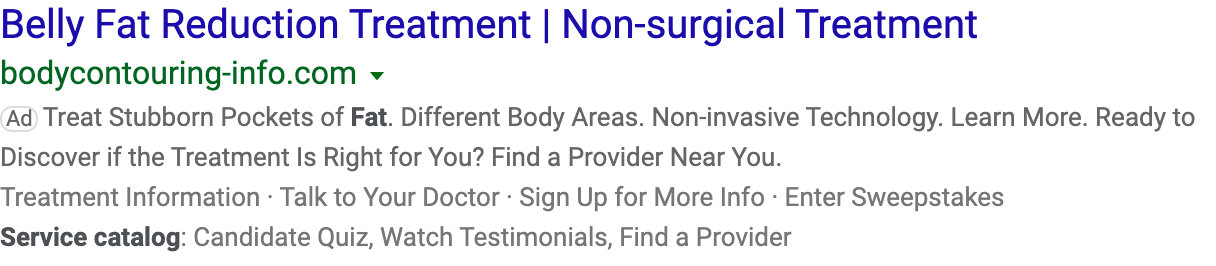 Belly Fat Reduction Treatment | Non-surgical Treatment
bodycontouring-info.com
Ad Treat Stubborn Pockets of Fat. Different Body Areas. Non-invasive Technology. Learn More. Ready to
Discover if the Treatment Is Right for You? Find a Provider Near You.
Treatment Information · Talk to Your Doctor · Sign Up for More Info · Enter Sweepstakes
Service catalog: Candidate Quiz, Watch Testimonials, Find a Provider